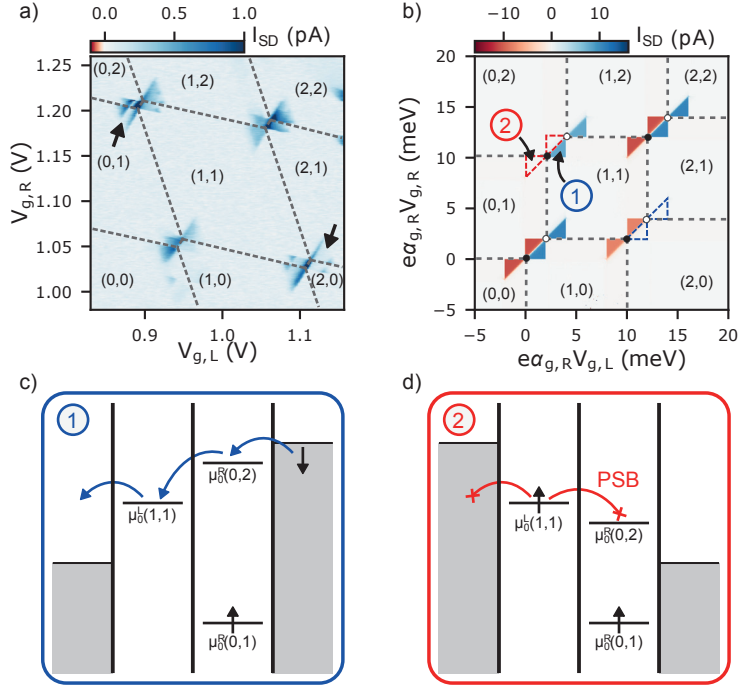 a)
I_SD (pA)
0.0 0.5 1.0
1.25
1.20
1.15
1.10
1.05
1.00
V_g,R (V)
(0,2)
(1,2)
(2,2)
(0,1)
(1,1)
(2,1)
(0,0)
(1,0)
(2,0)
0.9 1.0 1.1
V_g,L (V)
b)
I_SD (pA)
−10 0 10
20
15
10
5
0
−5
eα_g,R V_g,R (meV)
(0,2)
(1,2)
(2,2)
2
1
(0,1)
(1,1)
(2,1)
(0,0)
(1,0)
(2,0)
−5 0 5 10 15 20
eα_g,R V_g,L (meV)
c)
1
μ_0^R(0,2)
μ_0^L(1,1)
μ_0^R(0,1)
d)
2
PSB
μ_0^L(1,1)
μ_0^R(0,2)
μ_0^R(0,1)